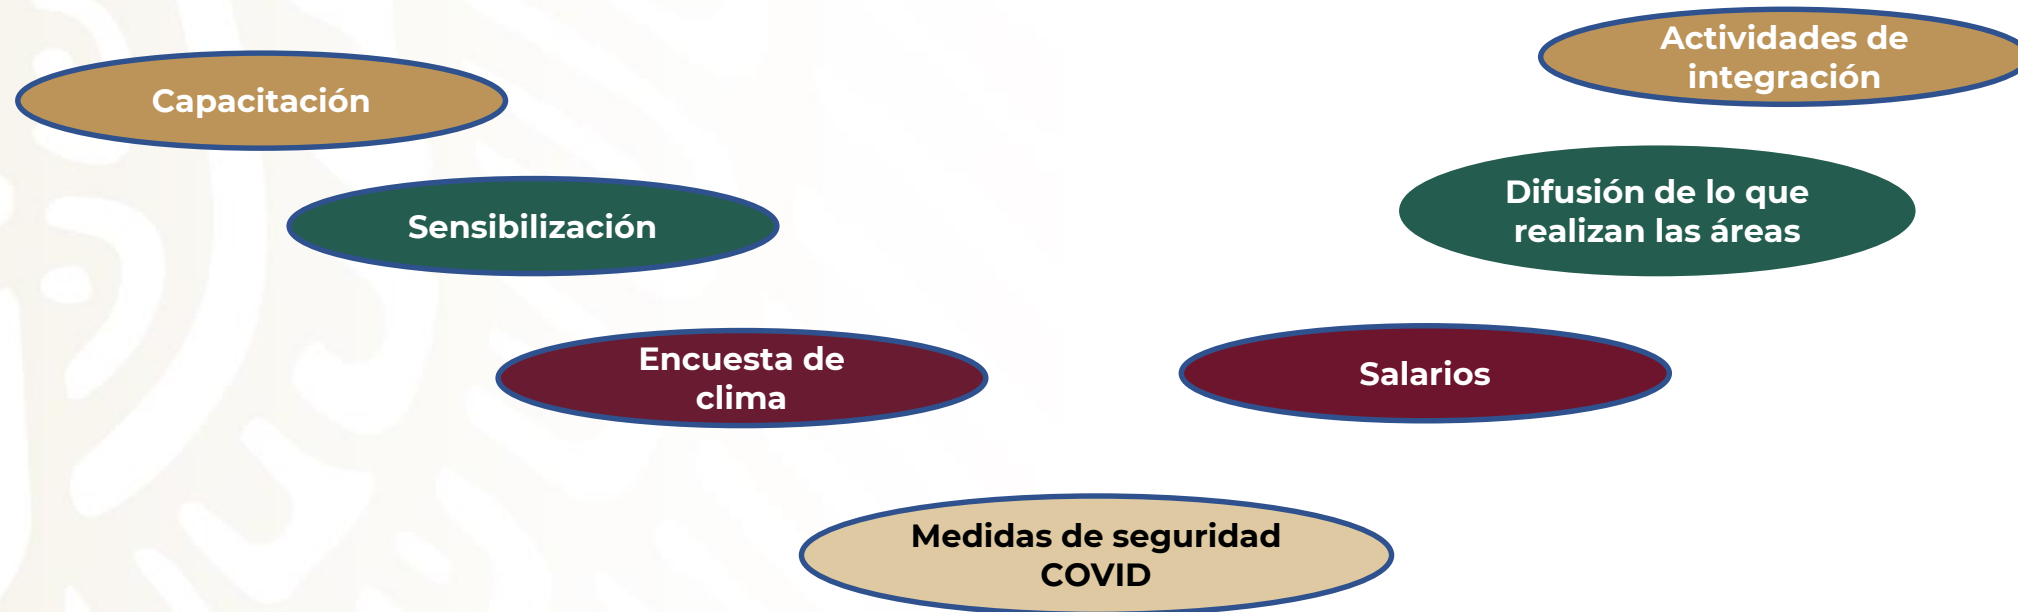 Capacitación
Sensibilización
Encuesta de
clima
Medidas de seguridad
COVID
Salarios
Difusión de lo que
realizan las áreas
Actividades de
integración